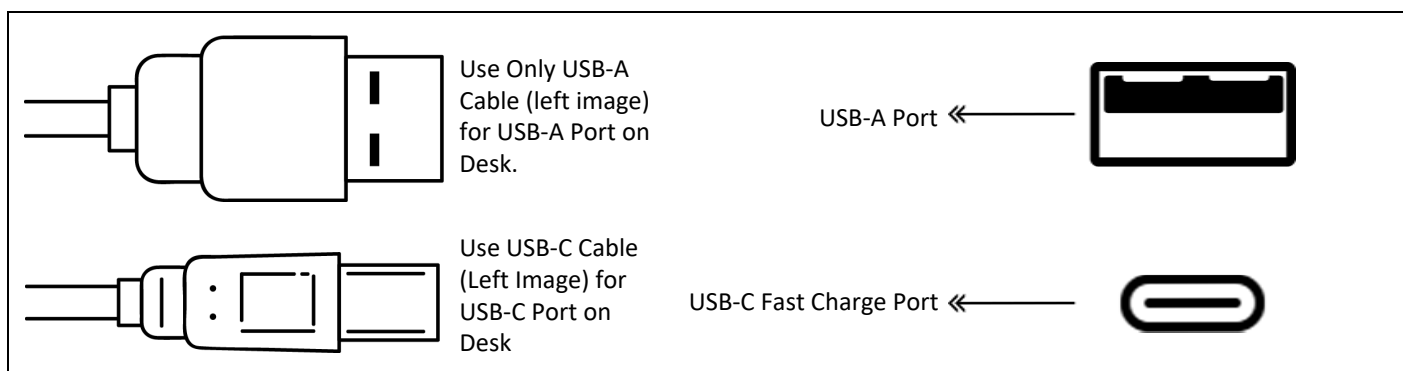 Use Only USB-A
Cable (left image)
for USB-A Port on
Desk.
USB-A Port
Use USB-C Cable
(Left Image) for
USB-C Port on
Desk
USB-C Fast Charge Port